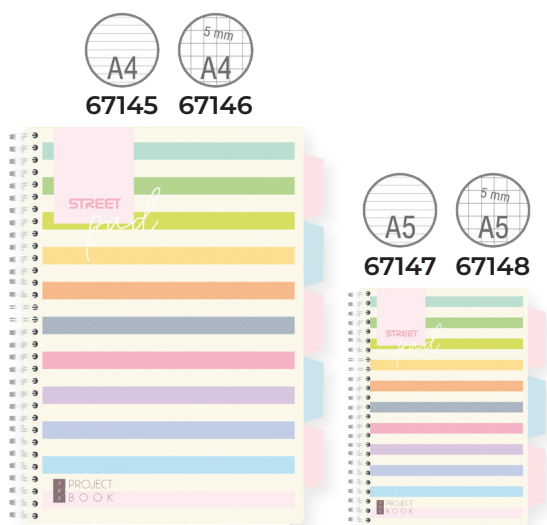 5 mm
A4 A4
67145 67146
STREET
pad
PROJECT
BOOK
5 mm
A5 A5
67147 67148
STREET
pad
PROJECT
BOOK